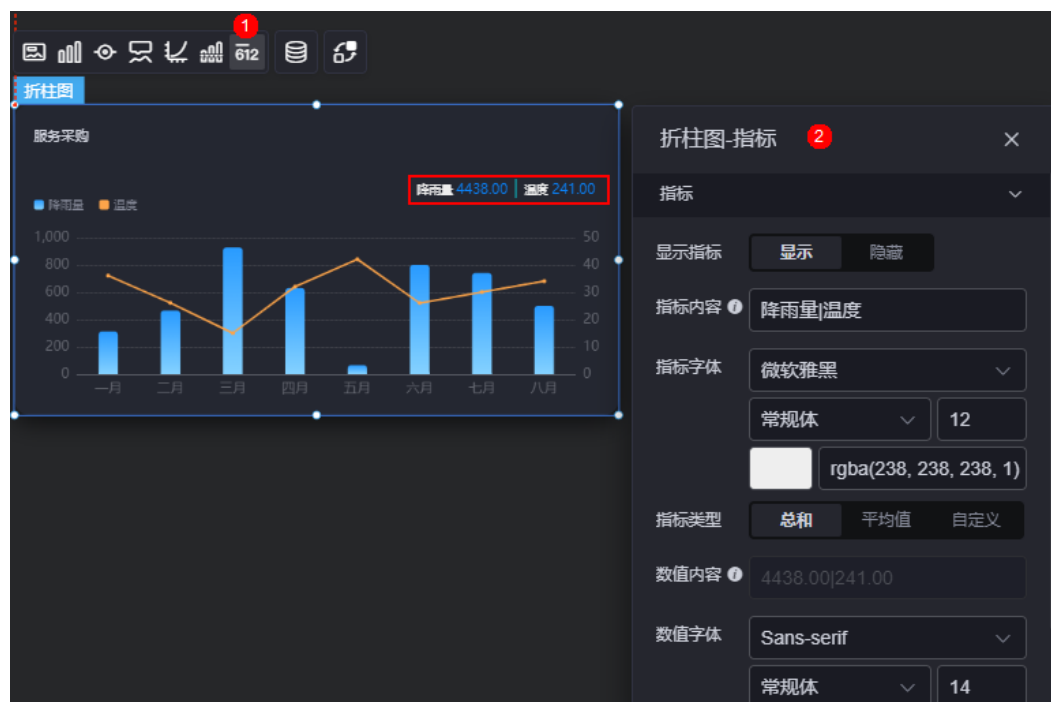 1
612
折柱图
服务采购
降雨量 4438.00 温度 241.00
降雨量 温度
1,000 50
800 40
600 30
400 20
200 10
0 0
一月 二月 三月 四月 五月 六月 七月 八月
折柱图-指标 2
指标
显示指标 显示 隐藏
指标内容 降雨量|温度
指标字体 微软雅黑
常规体 12
rgba(238, 238, 238, 1)
指标类型 总和 平均值 自定义
数值内容 4438.00|241.00
数值字体 Sans-serif
常规体 14